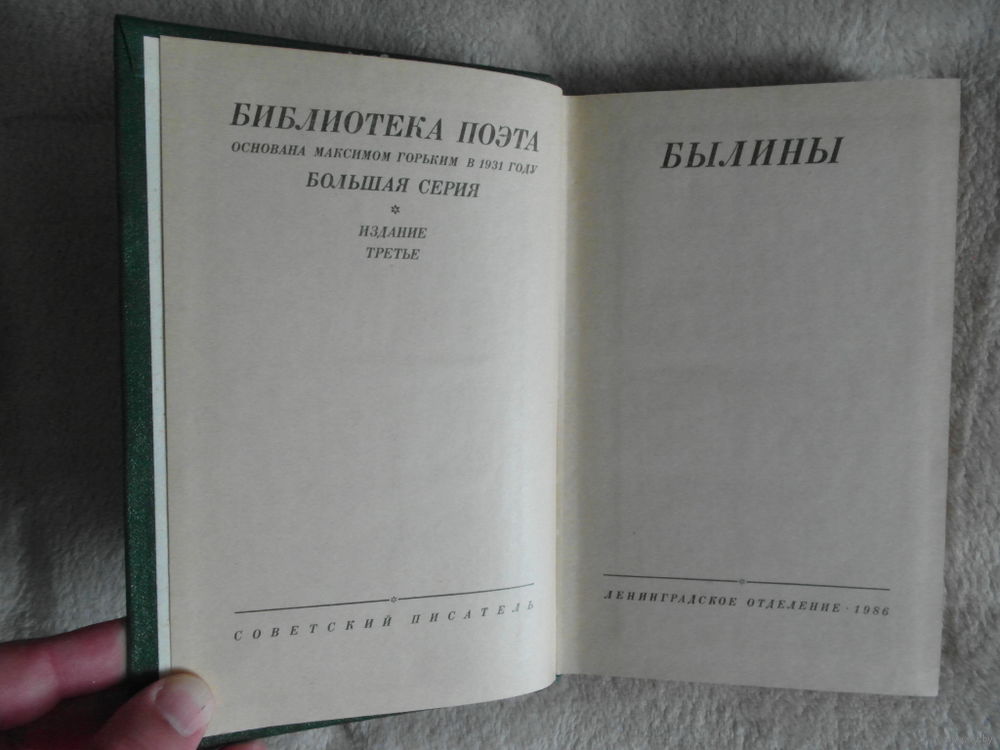 БИБЛИОТЕКА ПОЭТА
ОСНОВАНА МАКСИМОМ ГОРЬКИМ В 1931 ГОДУ
БОЛЬШАЯ СЕРИЯ
ИЗДАНИЕ
ТРЕТЬЕ
СОВЕТСКИЙ ПИСАТЕЛЬ
БЫЛИНЫ
ЛЕНИНГРАДСКОЕ ОТДЕЛЕНИЕ · 1986